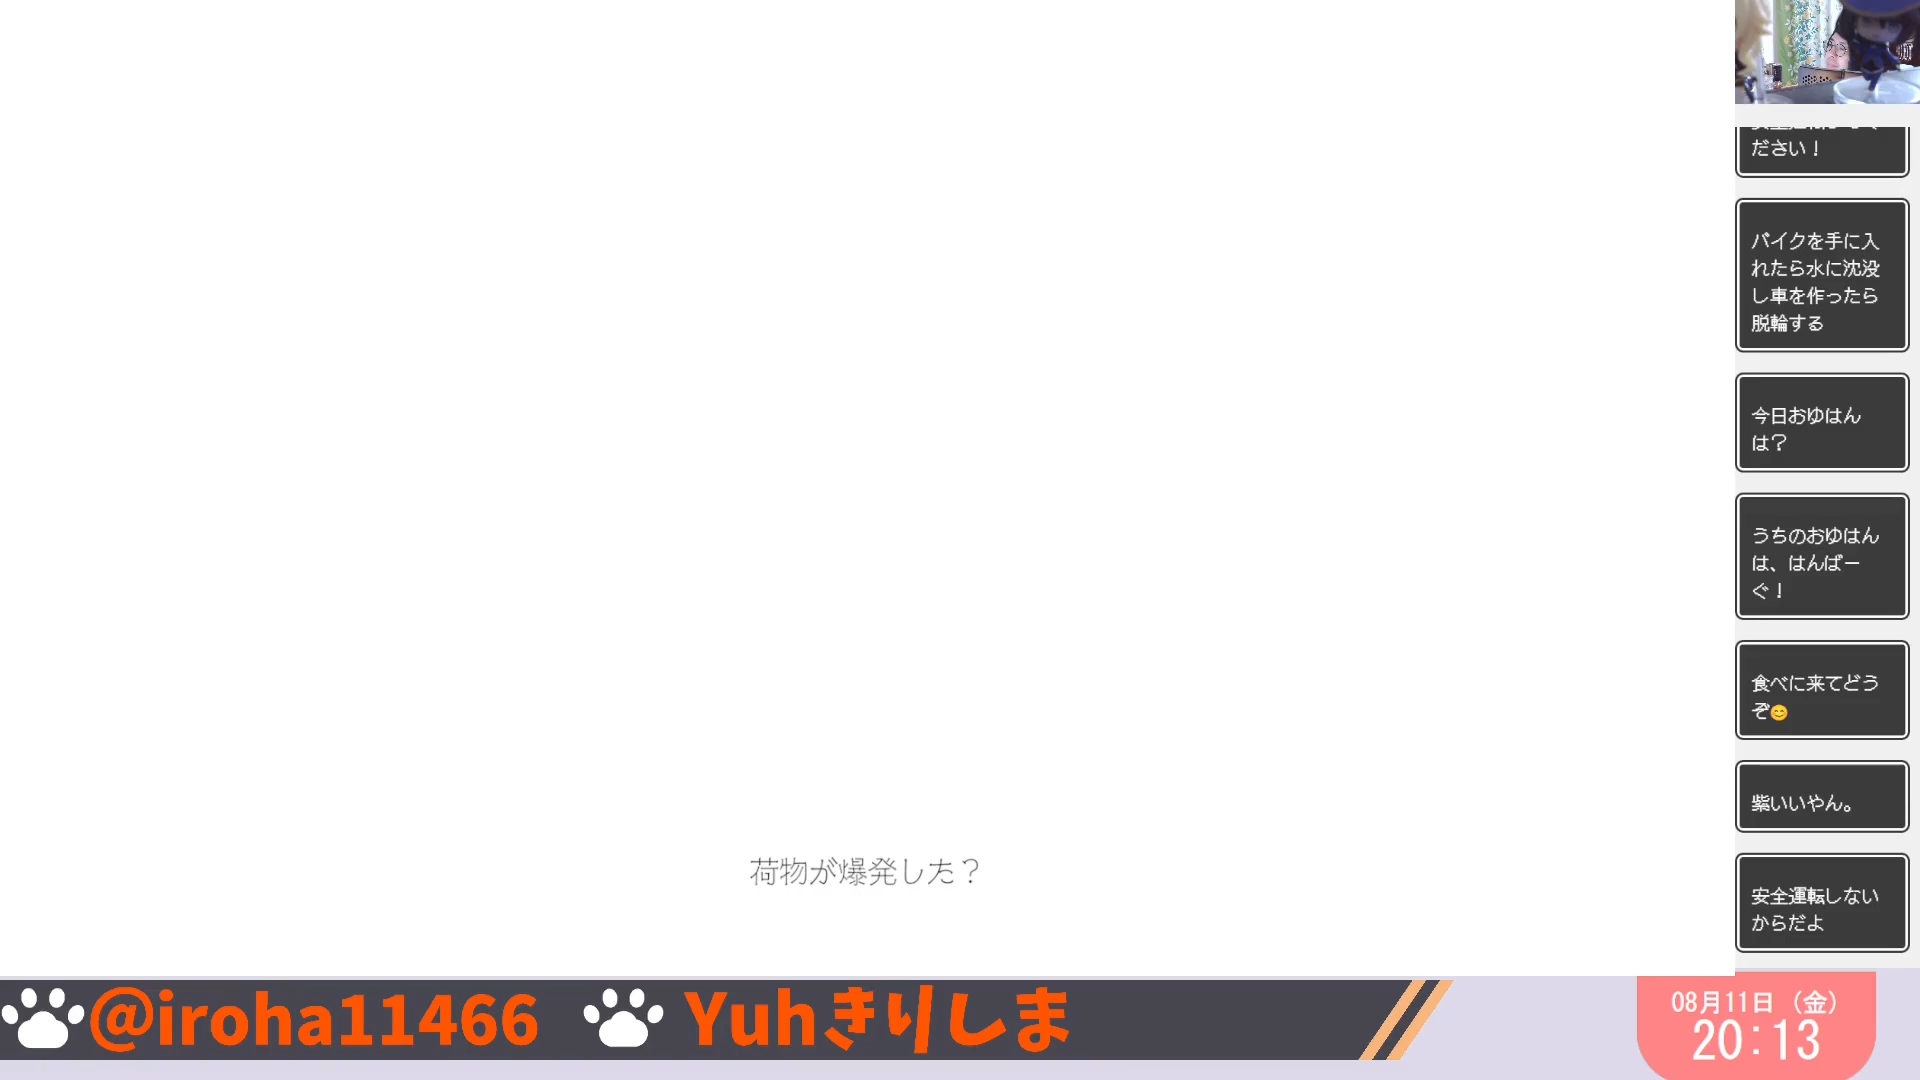 ださい！
バイクを手に入
れたら水に沈没
し車を作ったら
脱輪する
今日おゆはん
は？
うちのおゆはん
は、はんばー
ぐ！
食べに来てどう
ぞ😊
紫いいやん。
安全運転しない
からだよ
荷物が爆発した？
@iroha11466 Yuhきりしま
08月11日（金）
20:13